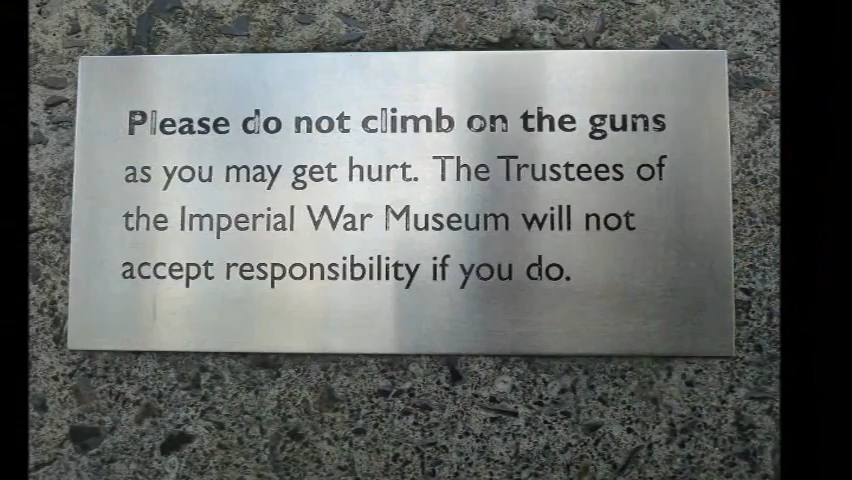 Please do not climb on the guns
as you may get hurt. The Trustees of
the Imperial War Museum will not
accept responsibility if you do.